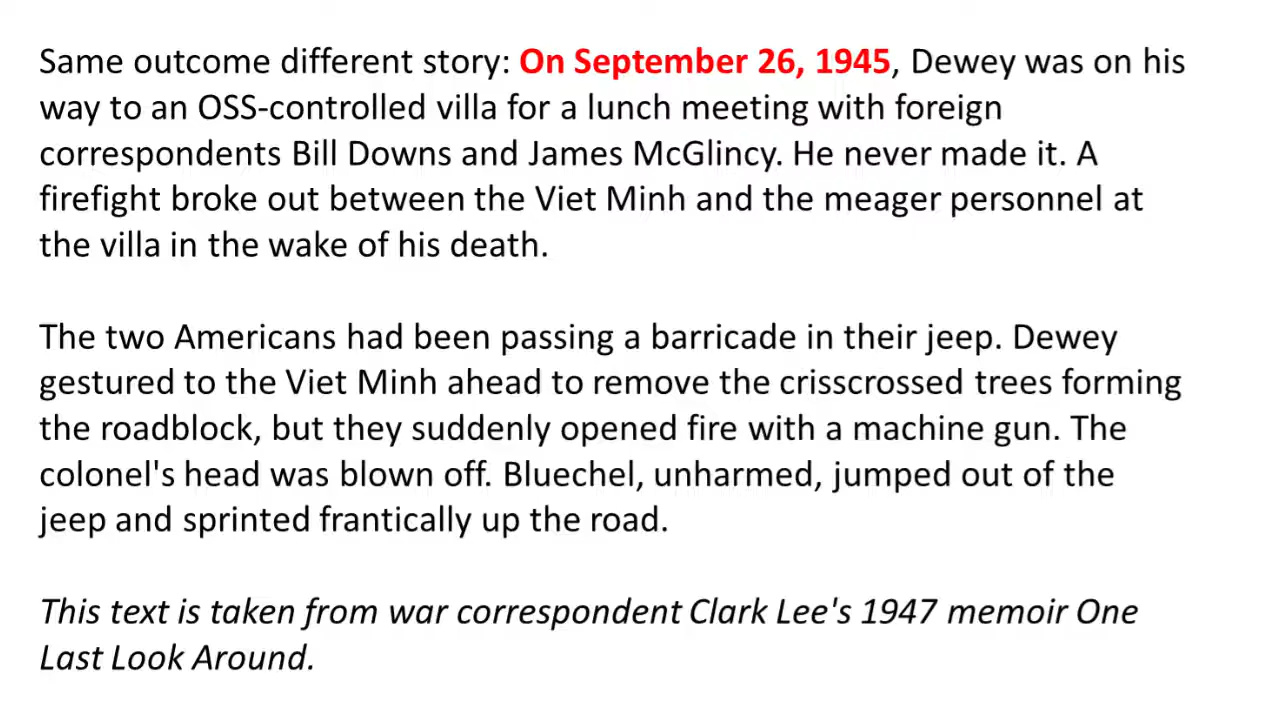 Same outcome different story: On September 26, 1945, Dewey was on his
way to an OSS-controlled villa for a lunch meeting with foreign
correspondents Bill Downs and James McGlincy. He never made it. A
firefight broke out between the Viet Minh and the meager personnel at
the villa in the wake of his death.
The two Americans had been passing a barricade in their jeep. Dewey
gestured to the Viet Minh ahead to remove the crisscrossed trees forming
the roadblock, but they suddenly opened fire with a machine gun. The
colonel's head was blown off. Bluechel, unharmed, jumped out of the
jeep and sprinted frantically up the road.
This text is taken from war correspondent Clark Lee's 1947 memoir One
Last Look Around.